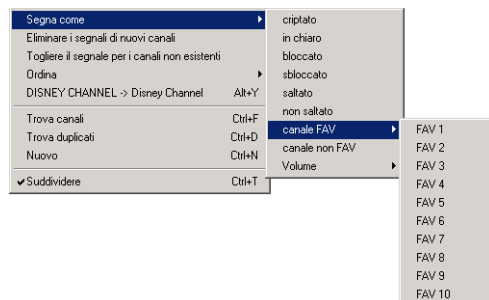 Segna come
Eliminare i segnali di nuovi canali
Togliere il segnale per i canali non esistenti
Ordina
DISNEY CHANNEL -> Disney Channel Alt+Y
Trova canali Ctrl+F
Trova duplicati Ctrl+D
Nuovo Ctrl+N
Suddividere Ctrl+T
criptato
in chiaro
bloccato
sbloccato
saltato
non saltato
canale FAV
canale non FAV
Volume
FAV 1
FAV 2
FAV 3
FAV 4
FAV 5
FAV 6
FAV 7
FAV 8
FAV 9
FAV 10